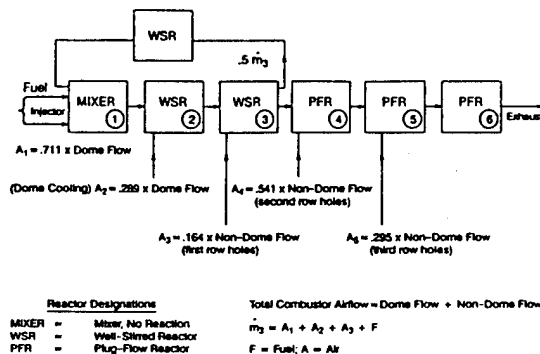 WSR
.5 ṁ3
Fuel
Injector
MIXER
1
WSR
2
WSR
3
PFR
4
PFR
5
PFR
6
Exhaust
A1 = .711 x Dome Flow
(Dome Cooling) A2 = .289 x Dome Flow
A4 = .541 x Non–Dome Flow
(second row holes)
A3 = .164 x Non–Dome Flow
(first row holes)
A5 = .295 x Non–Dome Flow
(third row holes)
Reactor Designations
MIXER = Mixer, No Reaction
WSR = Well–Stirred Reactor
PFR = Plug–Flow Reactor
Total Combustor Airflow = Dome Flow + Non–Dome Flow
ṁ3 = A1 + A2 + A3 + F
F = Fuel; A = Air